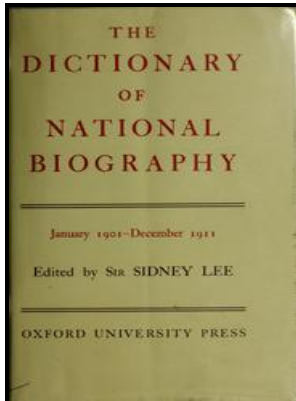 THE
DICTIONARY
OF
NATIONAL
BIOGRAPHY
January 1901–December 1911
Edited by SIR SIDNEY LEE
OXFORD UNIVERSITY PRESS